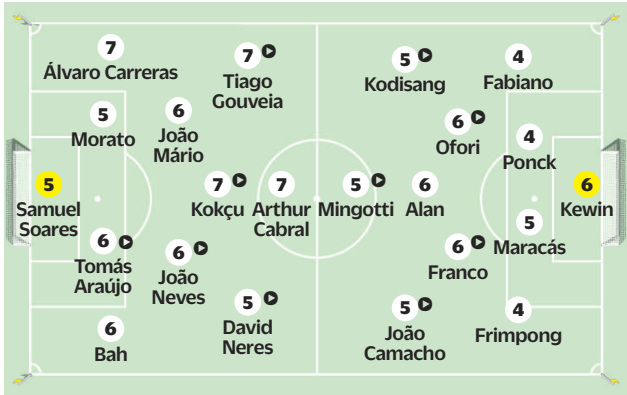 7
Álvaro Carreras
7
Tiago
Gouveia
5
Kodisang
4
Fabiano
5
Morato
6
João
Mário
6
Ofori
4
Ponck
5
Samuel
Soares
7
Kokçu
7
Arthur
Cabral
5
Mingotti
6
Alan
6
Kewin
5
Maracás
6
Tomás
Araújo
6
João
Neves
6
Franco
5
David
Neres
5
João
Camacho
4
Frimpong
6
Bah